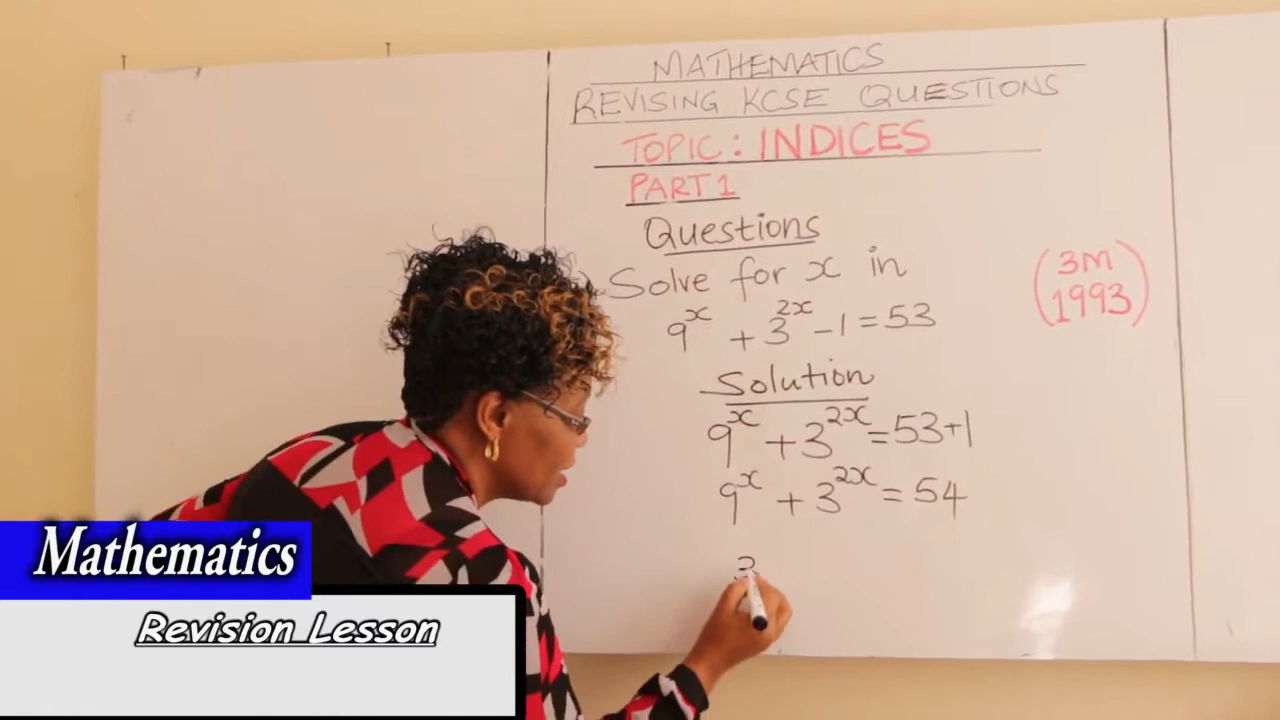 MATHEMATICS
REVISING KCSE QUESTIONS
TOPIC: INDICES
PART 1
Questions
Solve for x in
(3M
1993)
9^x + 3^{2x} - 1 = 53
Solution
9^x + 3^{2x} = 53+1
9^x + 3^{2x} = 54
3
Mathematics
Revision Lesson